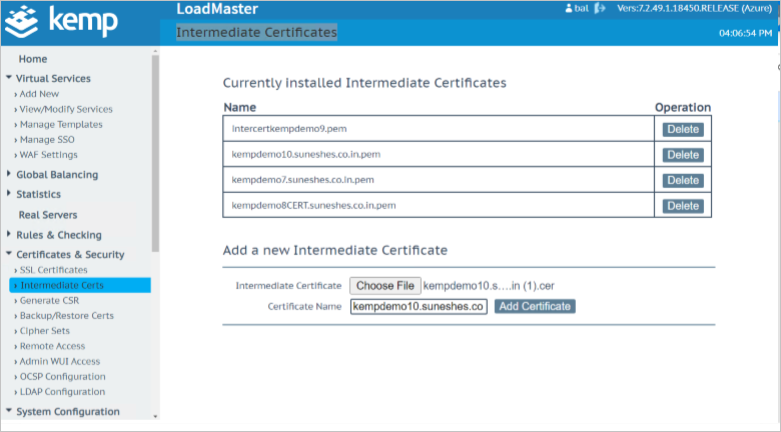 kemp
LoadMaster
bat
Vers:7.2.49.1.18450.RELEASE (Azure)
Intermediate Certificates
04:06:54 PM
Home
Virtual Services
Add New
View/Modify Services
Manage Templates
Manage SSO
WAF Settings
Global Balancing
Statistics
Real Servers
Rules & Checking
Certificates & Security
SSL Certificates
Intermediate Certs
Generate CSR
Backup/Restore Certs
Cipher Sets
Remote Access
Admin WUI Access
OCSP Configuration
LDAP Configuration
System Configuration
Currently installed Intermediate Certificates
Name Operation
Intercertkempdemo9.pem Delete
kempdemo10.suneshes.co.in.pem Delete
kempdemo7.suneshes.co.in.pem Delete
kempdemo8CERT.suneshes.co.in.pem Delete
Add a new Intermediate Certificate
Intermediate Certificate Choose File kempdemo10.s....in (1).cer
Certificate Name kempdemo10.suneshes.co Add Certificate